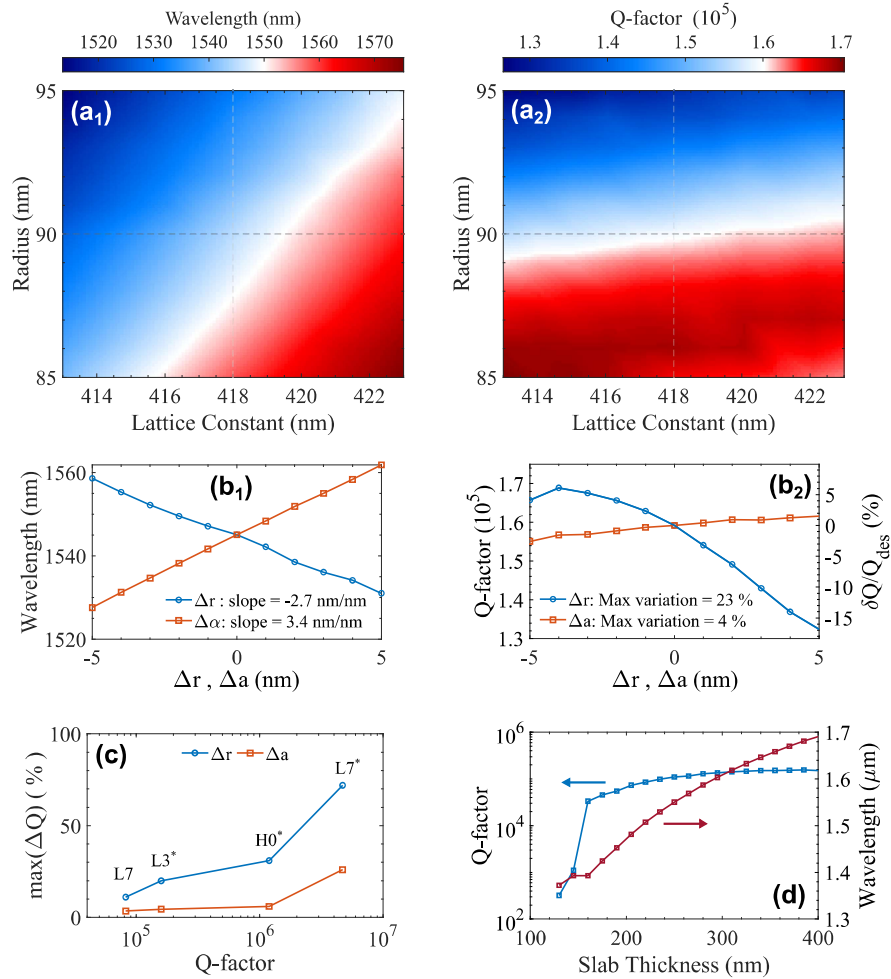 Wavelength (nm)
1520 1530 1540 1550 1560 1570
95
90
85
Radius (nm)
(a₁)
414 416 418 420 422
Lattice Constant (nm)
Q-factor (10⁵)
1.3 1.4 1.5 1.6 1.7
95
90
85
Radius (nm)
(a₂)
414 416 418 420 422
Lattice Constant (nm)
1560
1540
1520
Wavelength (nm)
(b₁)
Δr : slope = -2.7 nm/nm
Δα: slope = 3.4 nm/nm
-5 0 5
Δr , Δa (nm)
1.7
1.6
1.5
1.4
1.3
Q-factor (10⁵)
(b₂)
Δr: Max variation = 23 %
Δa: Max variation = 4 %
5
0
-5
-10
-15
δQ/Q_des (%)
-5 0 5
Δr , Δa (nm)
100
50
0
max(ΔQ) ( % )
(c)
Δr Δa
L7 L3* H0* L7*
10⁵ 10⁶ 10⁷
Q-factor
10⁶
10⁴
10²
Q-factor
1.7
1.6
1.5
1.4
1.3
Wavelength (μm)
(d)
100 200 300 400
Slab Thickness (nm)